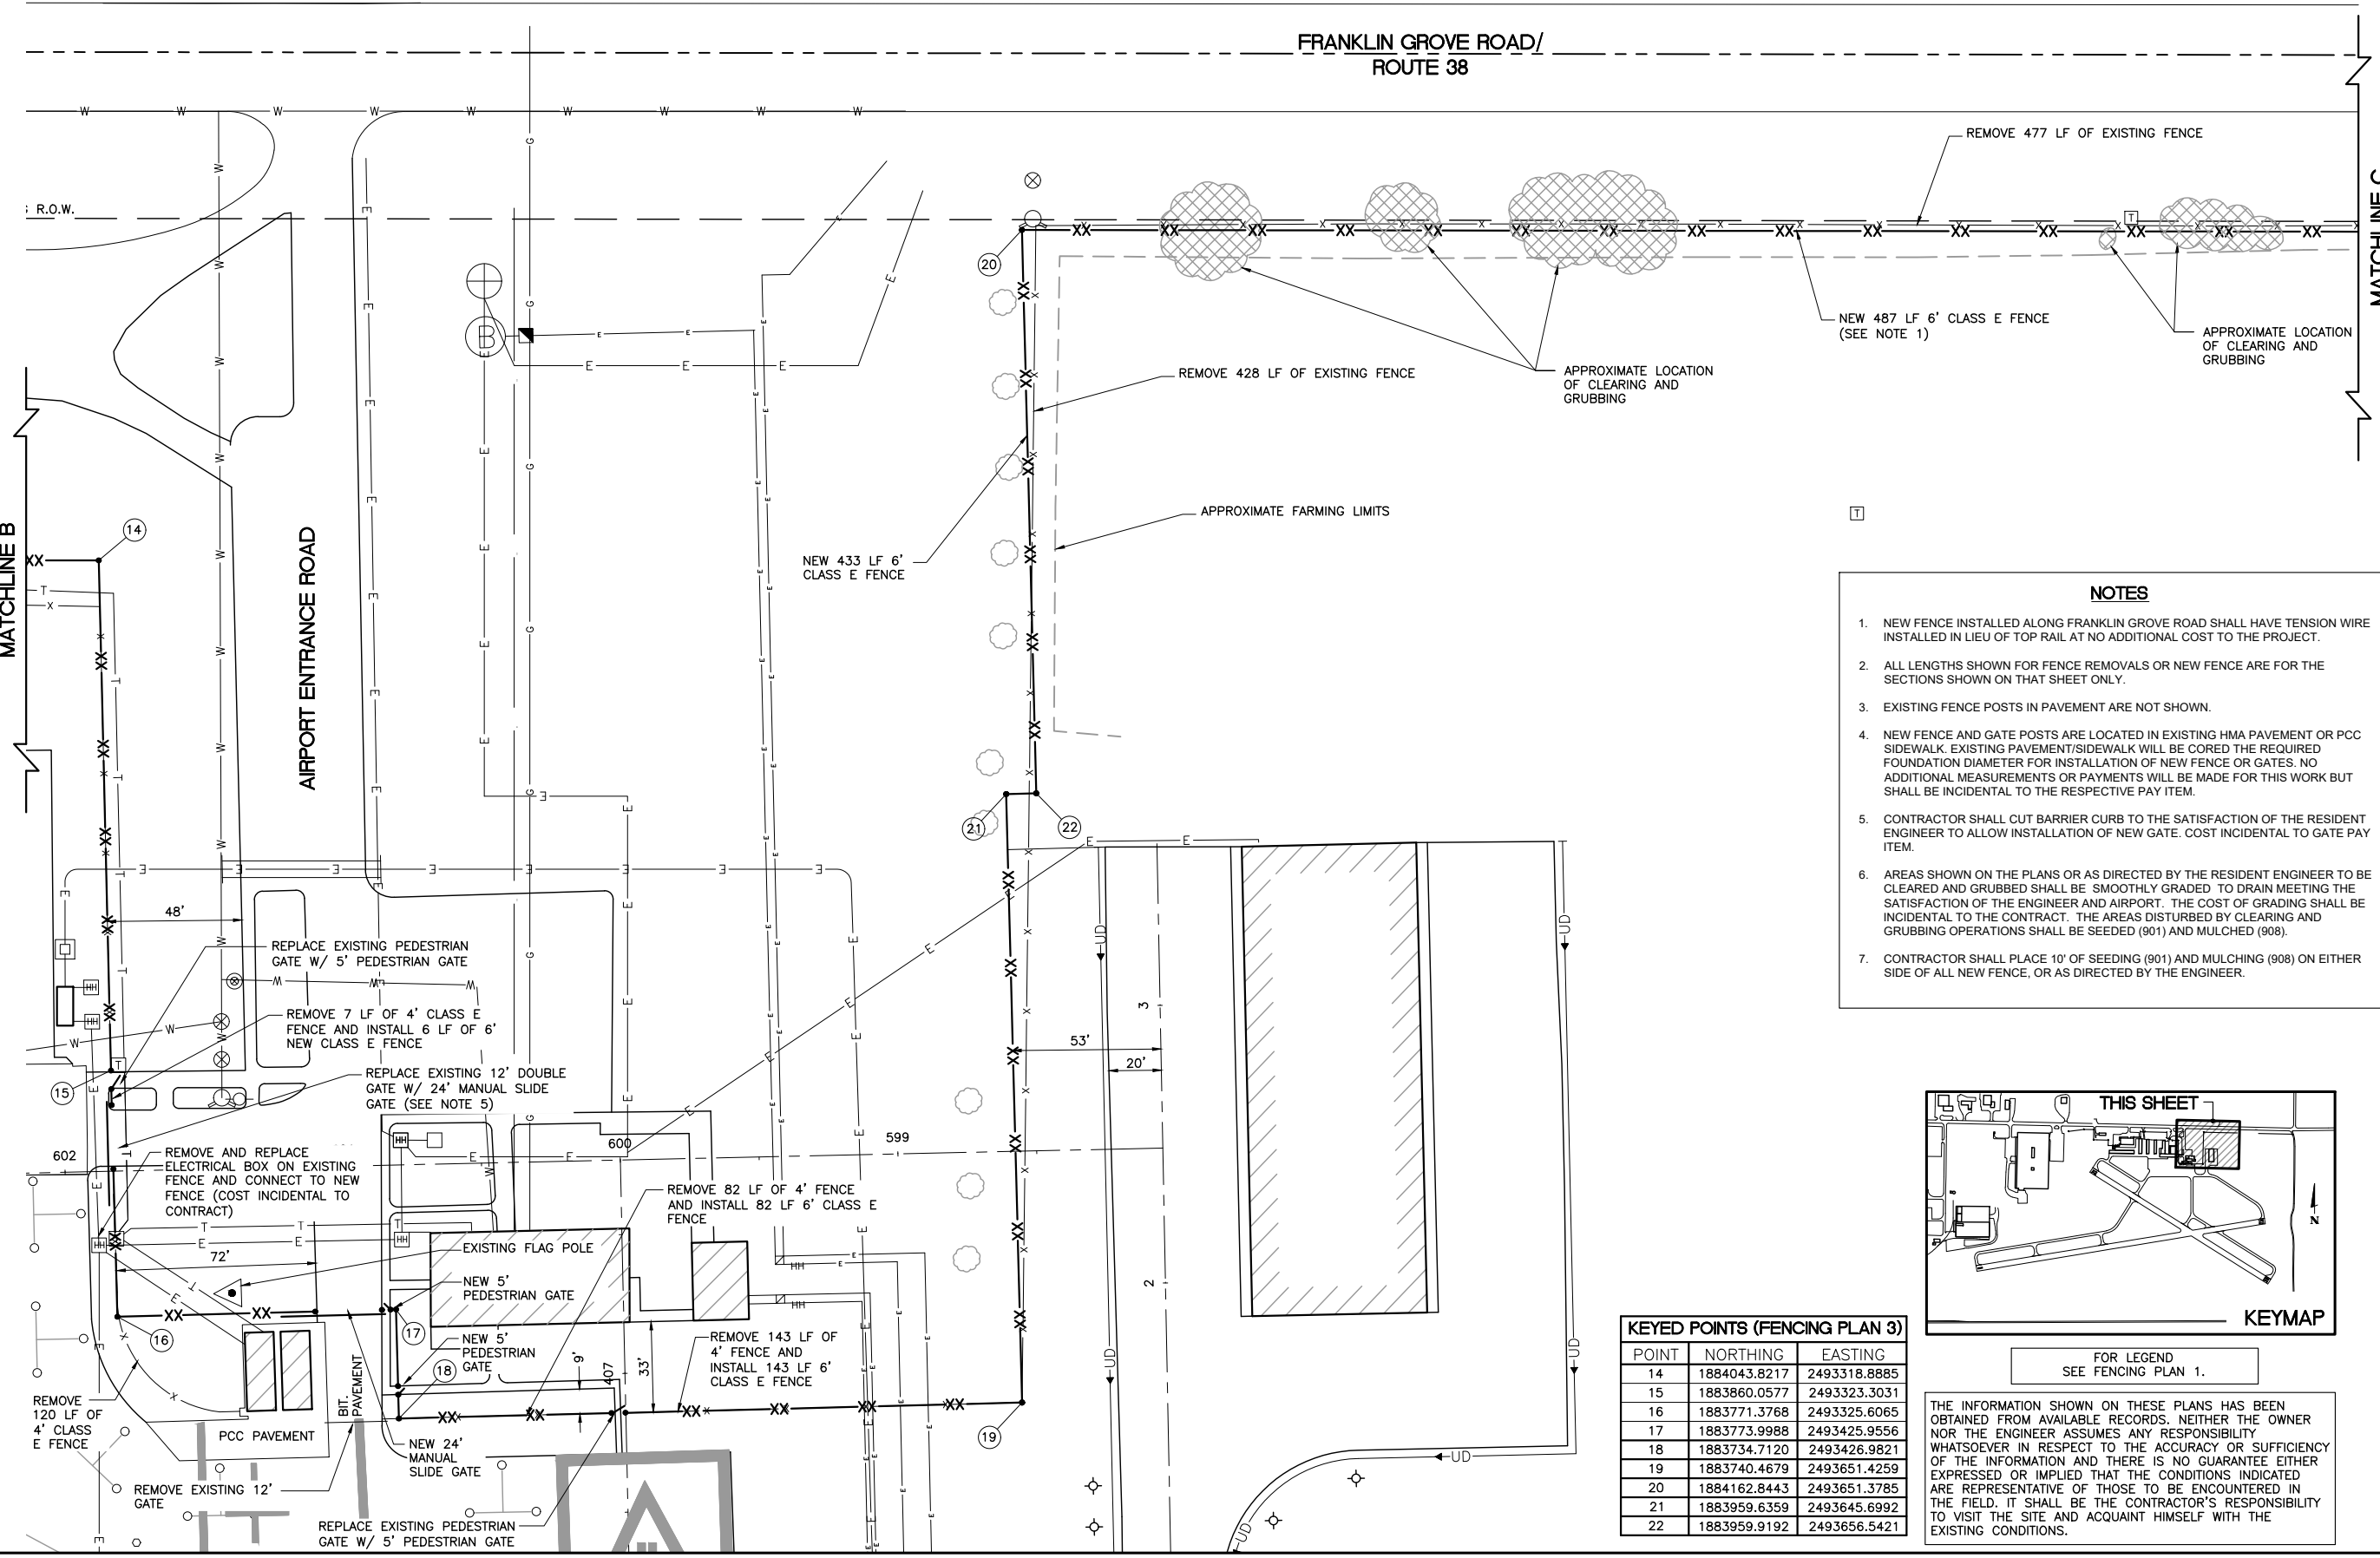 FRANKLIN GROVE ROAD/
ROUTE 38
REMOVE 477 LF OF EXISTING FENCE
R.O.W.
MATCHLINE C
20
NEW 487 LF 6' CLASS E FENCE
(SEE NOTE 1)
APPROXIMATE LOCATION
OF CLEARING AND
GRUBBING
APPROXIMATE LOCATION
OF CLEARING AND
GRUBBING
REMOVE 428 LF OF EXISTING FENCE
B
APPROXIMATE FARMING LIMITS
NEW 433 LF 6'
CLASS E FENCE
MATCHLINE B
14
AIRPORT ENTRANCE ROAD
21
22
NOTES
1. NEW FENCE INSTALLED ALONG FRANKLIN GROVE ROAD SHALL HAVE TENSION WIRE
INSTALLED IN LIEU OF TOP RAIL AT NO ADDITIONAL COST TO THE PROJECT.
2. ALL LENGTHS SHOWN FOR FENCE REMOVALS OR NEW FENCE ARE FOR THE
SECTIONS SHOWN ON THAT SHEET ONLY.
3. EXISTING FENCE POSTS IN PAVEMENT ARE NOT SHOWN.
4. NEW FENCE AND GATE POSTS ARE LOCATED IN EXISTING HMA PAVEMENT OR PCC
SIDEWALK. EXISTING PAVEMENT/SIDEWALK WILL BE CORED THE REQUIRED
FOUNDATION DIAMETER FOR INSTALLATION OF NEW FENCE OR GATES. NO
ADDITIONAL MEASUREMENTS OR PAYMENTS WILL BE MADE FOR THIS WORK BUT
SHALL BE INCIDENTAL TO THE RESPECTIVE PAY ITEM.
5. CONTRACTOR SHALL CUT BARRIER CURB TO THE SATISFACTION OF THE RESIDENT
ENGINEER TO ALLOW INSTALLATION OF NEW GATE. COST INCIDENTAL TO GATE PAY
ITEM.
6. AREAS SHOWN ON THE PLANS OR AS DIRECTED BY THE RESIDENT ENGINEER TO BE
CLEARED AND GRUBBED SHALL BE SMOOTHLY GRADED TO DRAIN MEETING THE
SATISFACTION OF THE ENGINEER AND AIRPORT. THE COST OF GRADING SHALL BE
INCIDENTAL TO THE CONTRACT. THE AREAS DISTURBED BY CLEARING AND
GRUBBING OPERATIONS SHALL BE SEEDED (901) AND MULCHED (908).
7. CONTRACTOR SHALL PLACE 10' OF SEEDING (901) AND MULCHING (908) ON EITHER
SIDE OF ALL NEW FENCE, OR AS DIRECTED BY THE ENGINEER.
48'
REPLACE EXISTING PEDESTRIAN
GATE W/ 5' PEDESTRIAN GATE
REMOVE 7 LF OF 4' CLASS E
FENCE AND INSTALL 6 LF OF 6'
NEW CLASS E FENCE
15
REPLACE EXISTING 12' DOUBLE
GATE W/ 24' MANUAL SLIDE
GATE (SEE NOTE 5)
53'
20'
3
2
602
600
599
REMOVE AND REPLACE
ELECTRICAL BOX ON EXISTING
FENCE AND CONNECT TO NEW
FENCE (COST INCIDENTAL TO
CONTRACT)
REMOVE 82 LF OF 4' FENCE
AND INSTALL 82 LF 6' CLASS E
FENCE
72'
EXISTING FLAG POLE
NEW 5'
PEDESTRIAN GATE
16
17
NEW 5'
PEDESTRIAN
GATE
18
9'
407
33'
REMOVE 143 LF OF
4' FENCE AND
INSTALL 143 LF 6'
CLASS E FENCE
19
REMOVE
120 LF OF
4' CLASS
E FENCE
PCC PAVEMENT
BIT.
PAVEMENT
NEW 24'
MANUAL
SLIDE GATE
REMOVE EXISTING 12'
GATE
REPLACE EXISTING PEDESTRIAN
GATE W/ 5' PEDESTRIAN GATE
THIS SHEET
N
KEYMAP
KEYED POINTS (FENCING PLAN 3)
POINT NORTHING EASTING
14 1884043.8217 2493318.8885
15 1883860.0577 2493323.3031
16 1883771.3768 2493325.6065
17 1883773.9988 2493425.9556
18 1883734.7120 2493426.9821
19 1883740.4679 2493651.4259
20 1884162.8443 2493651.3785
21 1883959.6359 2493645.6992
22 1883959.9192 2493656.5421
FOR LEGEND
SEE FENCING PLAN 1.
THE INFORMATION SHOWN ON THESE PLANS HAS BEEN
OBTAINED FROM AVAILABLE RECORDS. NEITHER THE OWNER
NOR THE ENGINEER ASSUMES ANY RESPONSIBILITY
WHATSOEVER IN RESPECT TO THE ACCURACY OR SUFFICIENCY
OF THE INFORMATION AND THERE IS NO GUARANTEE EITHER
EXPRESSED OR IMPLIED THAT THE CONDITIONS INDICATED
ARE REPRESENTATIVE OF THOSE TO BE ENCOUNTERED IN
THE FIELD. IT SHALL BE THE CONTRACTOR'S RESPONSIBILITY
TO VISIT THE SITE AND ACQUAINT HIMSELF WITH THE
EXISTING CONDITIONS.